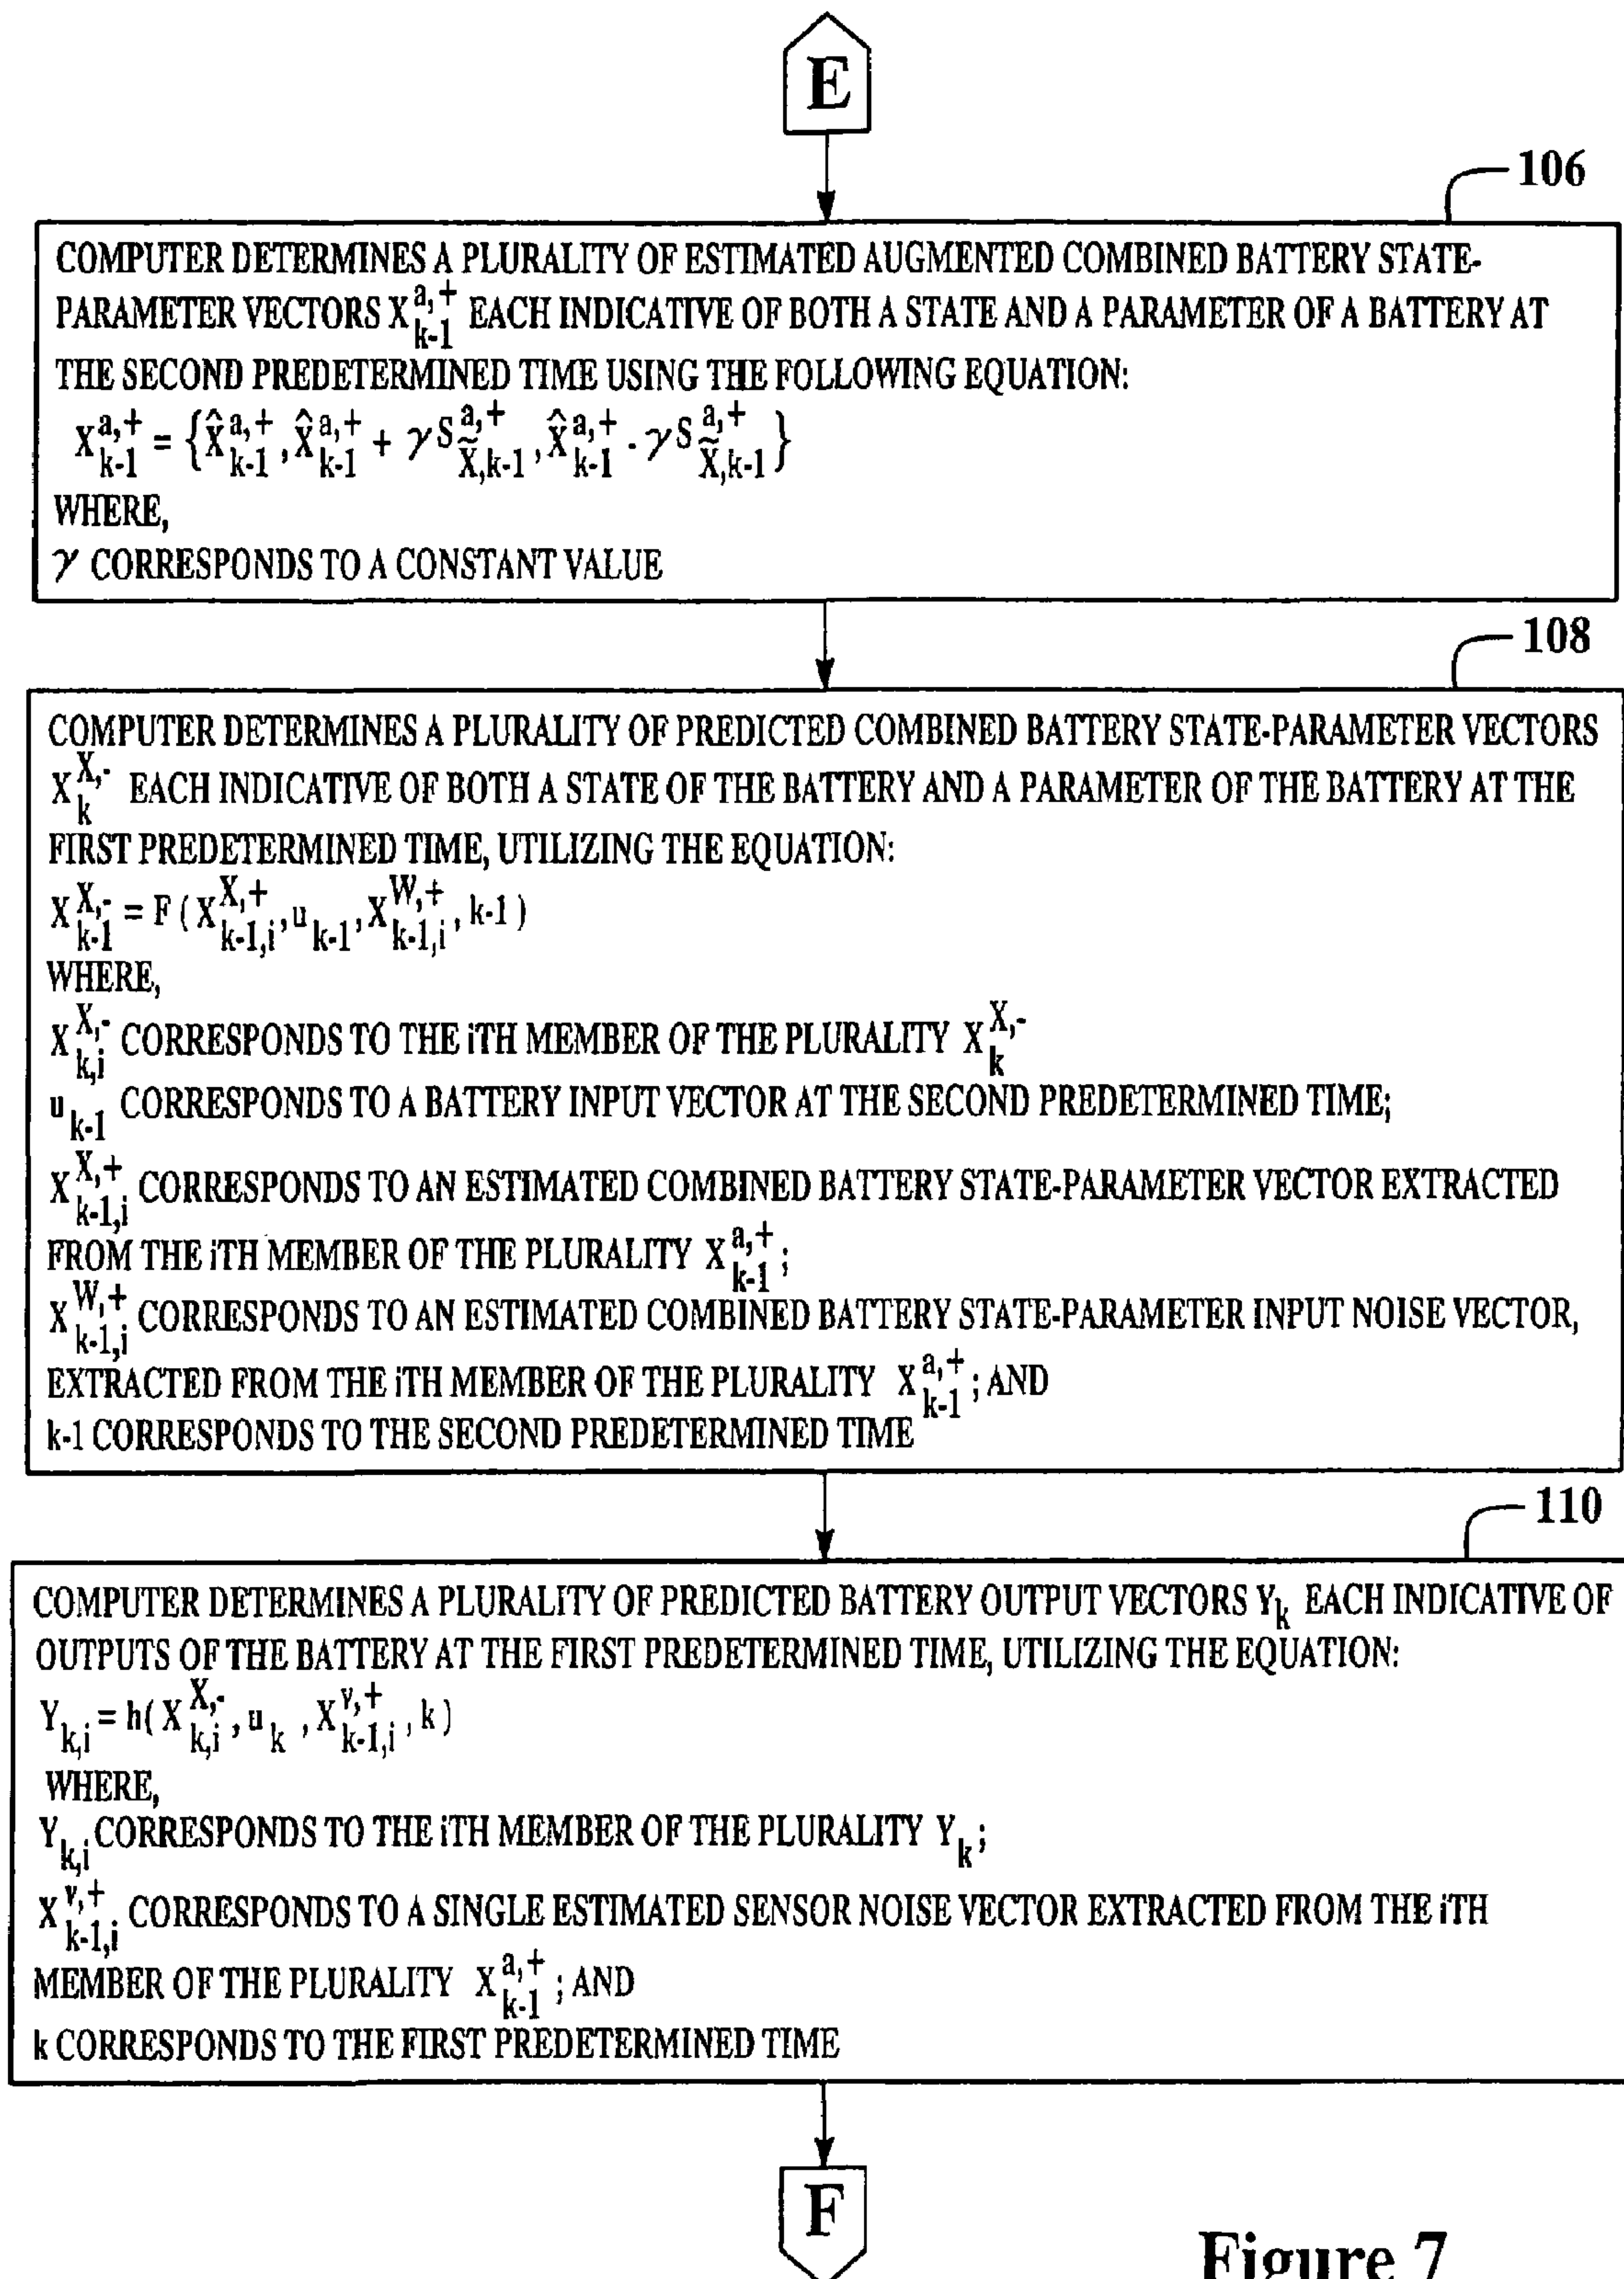 E
106
COMPUTER DETERMINES A PLURALITY OF ESTIMATED AUGMENTED COMBINED BATTERY STATE-
PARAMETER VECTORS X^{a,+}_{k-1} EACH INDICATIVE OF BOTH A STATE AND A PARAMETER OF A BATTERY AT
THE SECOND PREDETERMINED TIME USING THE FOLLOWING EQUATION:
X^{a,+}_{k-1} = {X̂^{a,+}_{k-1}, X̂^{a,+}_{k-1} + γS^{a,+}_{X̃,k-1}, X̂^{a,+}_{k-1} - γS^{a,+}_{X̃,k-1}}
WHERE,
γ CORRESPONDS TO A CONSTANT VALUE
108
COMPUTER DETERMINES A PLURALITY OF PREDICTED COMBINED BATTERY STATE-PARAMETER VECTORS
X^{X,-}_{k} EACH INDICATIVE OF BOTH A STATE OF THE BATTERY AND A PARAMETER OF THE BATTERY AT THE
FIRST PREDETERMINED TIME, UTILIZING THE EQUATION:
X^{X,-}_{k-1} = F(X^{X,+}_{k-1,i}, u_{k-1}, X^{W,+}_{k-1,i}, k-1)
WHERE,
X^{X,-}_{k,i} CORRESPONDS TO THE iTH MEMBER OF THE PLURALITY X^{X,-}_{k}
u_{k-1} CORRESPONDS TO A BATTERY INPUT VECTOR AT THE SECOND PREDETERMINED TIME;
X^{X,+}_{k-1,i} CORRESPONDS TO AN ESTIMATED COMBINED BATTERY STATE-PARAMETER VECTOR EXTRACTED
FROM THE iTH MEMBER OF THE PLURALITY X^{a,+}_{k-1};
X^{W,+}_{k-1,i} CORRESPONDS TO AN ESTIMATED COMBINED BATTERY STATE-PARAMETER INPUT NOISE VECTOR,
EXTRACTED FROM THE iTH MEMBER OF THE PLURALITY X^{a,+}_{k-1}; AND
k-1 CORRESPONDS TO THE SECOND PREDETERMINED TIME
110
COMPUTER DETERMINES A PLURALITY OF PREDICTED BATTERY OUTPUT VECTORS Y_{k} EACH INDICATIVE OF
OUTPUTS OF THE BATTERY AT THE FIRST PREDETERMINED TIME, UTILIZING THE EQUATION:
Y_{k,i} = h(X^{X,-}_{k,i}, u_{k}, X^{v,+}_{k-1,i}, k)
WHERE,
Y_{k,i} CORRESPONDS TO THE iTH MEMBER OF THE PLURALITY Y_{k};
X^{v,+}_{k-1,i} CORRESPONDS TO A SINGLE ESTIMATED SENSOR NOISE VECTOR EXTRACTED FROM THE iTH
MEMBER OF THE PLURALITY X^{a,+}_{k-1}; AND
k CORRESPONDS TO THE FIRST PREDETERMINED TIME
F
Figure 7